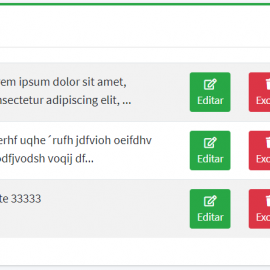 rem ipsum dolor sit amet,
nsectetur adipiscing elit, ...
Editar
Exc
erhf uqhe ´rufh jdfvioh oeifdhv
odfjvodsh voqij df...
Editar
Exc
te 33333
Editar
Exc